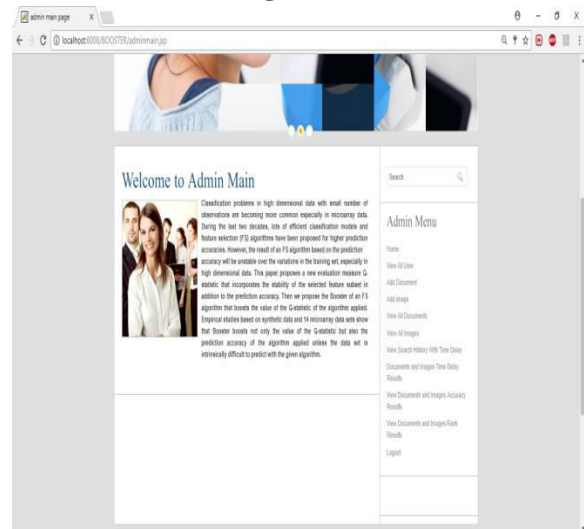 admin main page
localhost:8000/BOOSTER/adminmain.jsp
Welcome to Admin Main
Classification problems in high dimensional data with small number of
observations are becoming more common especially in microarray data.
During the last two decades, lots of efficient classification models and
feature selection (FS) algorithms have been proposed for higher prediction
accuracies. However, the result of an FS algorithm based on the prediction
accuracy will be unstable over the variations in the training set, especially in
high dimensional data. This paper proposes a new evaluation measure Q-
statistic that incorporates the stability of the selected feature subset in
addition to the prediction accuracy. Then we propose the Booster of an FS
algorithm that boosts the value of the Q-statistic of the algorithm applied.
Empirical studies based on synthetic data and 14 microarray data sets show
that Booster boosts not only the value of the Q-statistic but also the
prediction accuracy of the algorithm applied unless the data set is
intrinsically difficult to predict with the given algorithm.
Search
Admin Menu
Home
View All User
Add Document
Add Image
View All Documents
View All Images
View Search History With Time Delay
Documents and Images Time Delay
Results
View Documents and Images Accuracy
Results
View Documents and Images Rank
Results
Logout